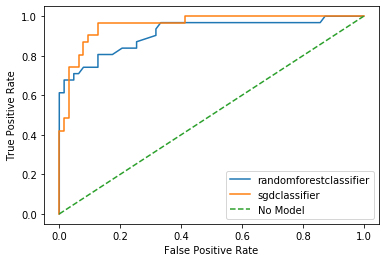 1.0
0.8
0.6
0.4
0.2
0.0
True Positive Rate
randomforestclassifier
sgdclassifier
No Model
0.0 0.2 0.4 0.6 0.8 1.0
False Positive Rate